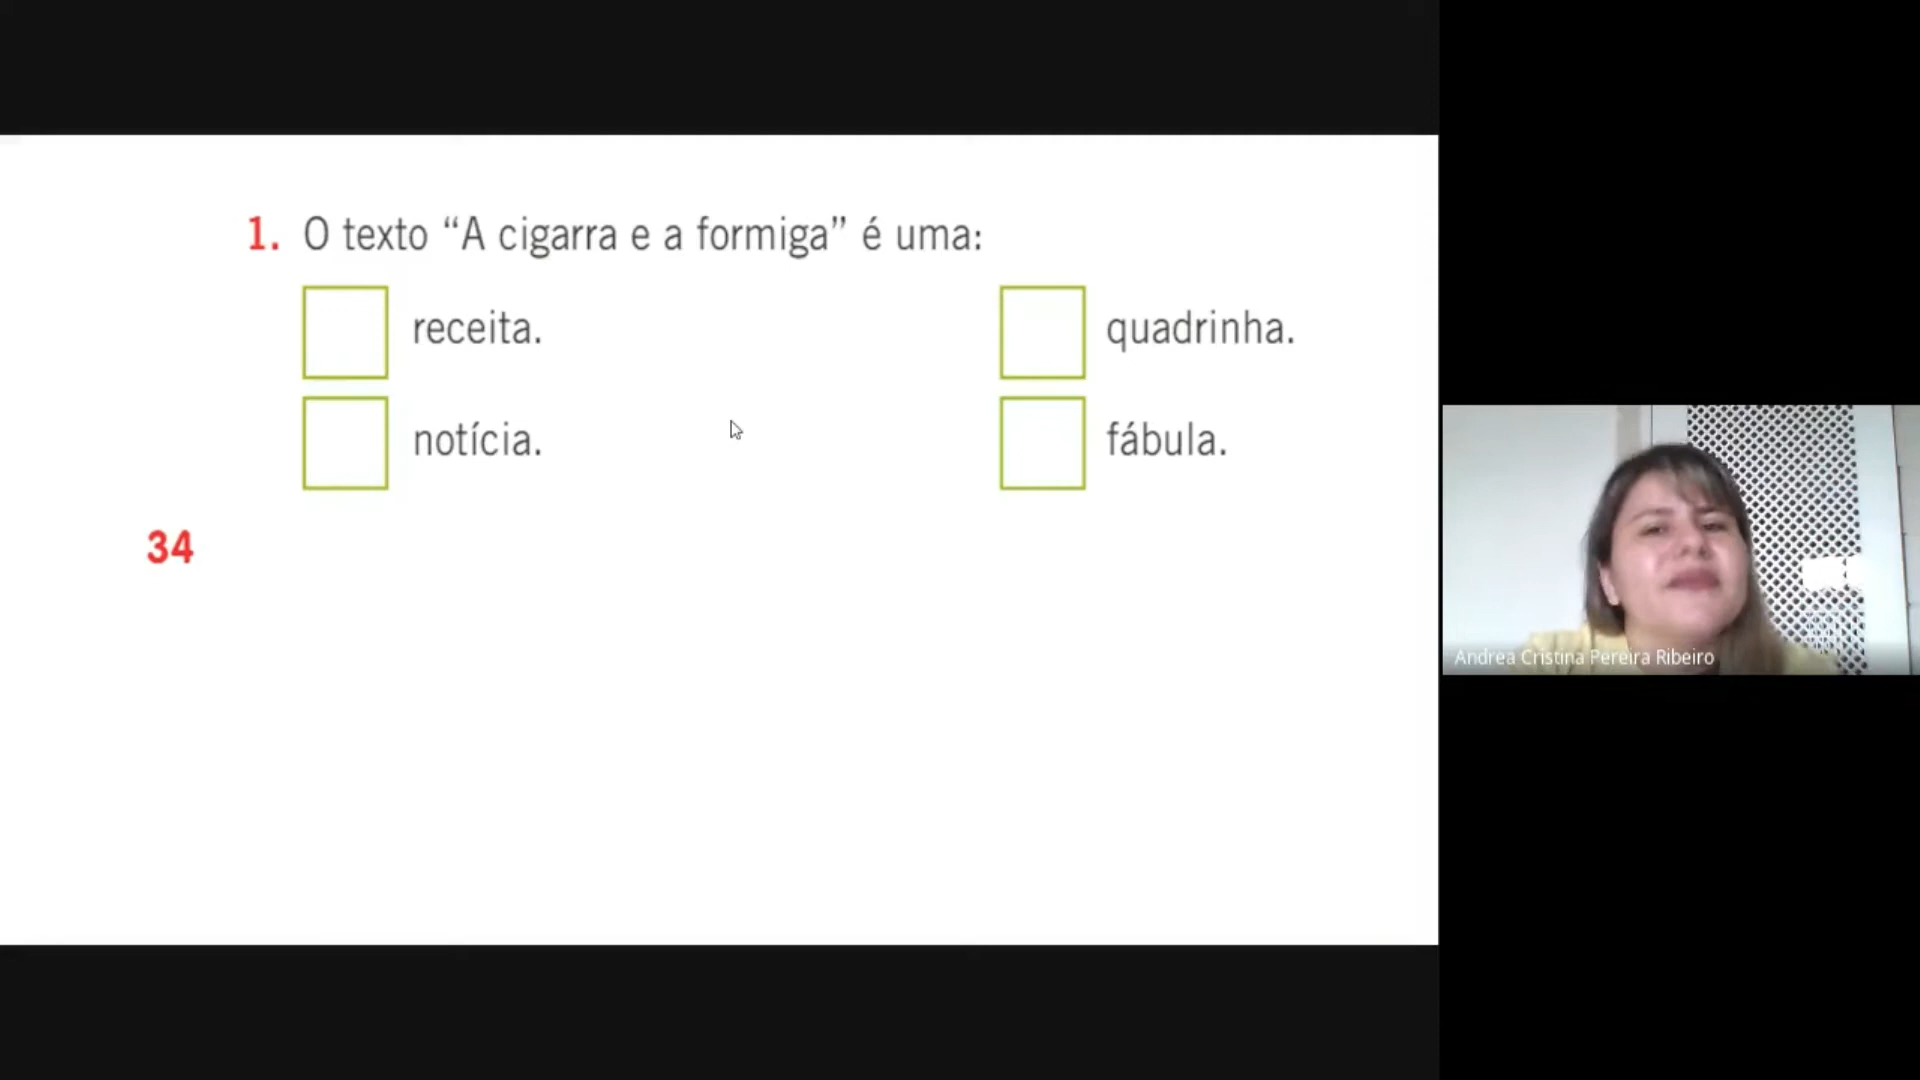 1. O texto “A cigarra e a formiga” é uma:
receita.
quadrinha.
notícia.
fábula.
34
Andrea Cristina Pereira Ribeiro